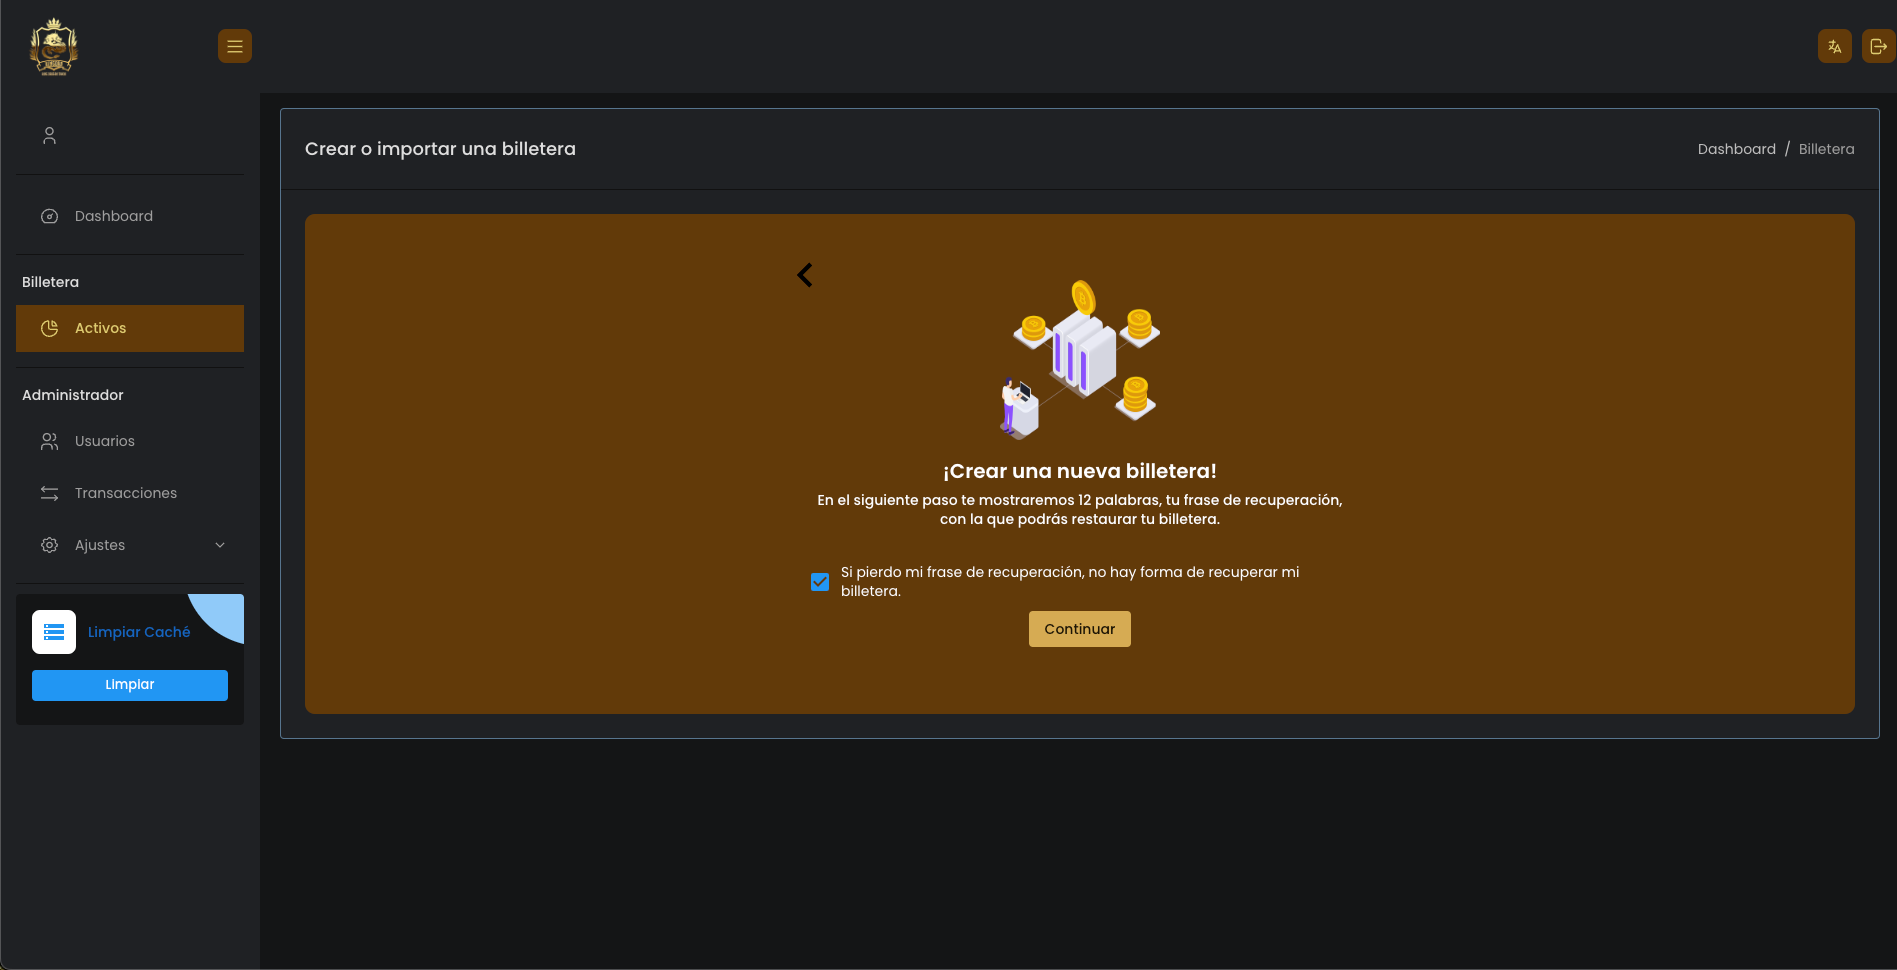 Crear o importar una billetera
Dashboard / Billetera
Dashboard
Billetera
Activos
Administrador
Usuarios
Transacciones
Ajustes
Limpiar Caché
Limpiar
¡Crear una nueva billetera!
En el siguiente paso te mostraremos 12 palabras, tu frase de recuperación,
con la que podrás restaurar tu billetera.
Si pierdo mi frase de recuperación, no hay forma de recuperar mi
billetera.
Continuar